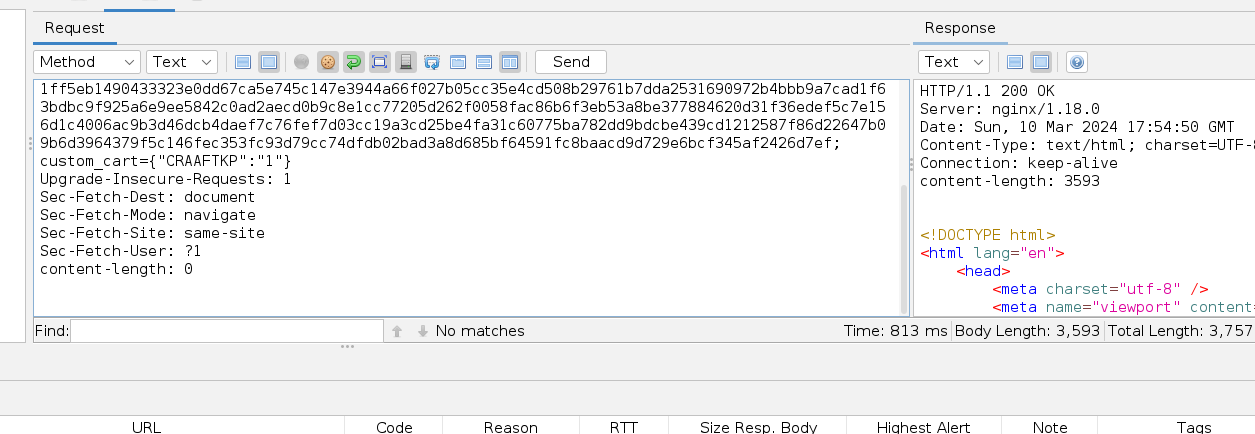 Request
Response
Method
Text
Send
Text
1ff5eb1490433323e0dd67ca5e745c147e3944a66f027b05cc35e4cd508b29761b7dda2531690972b4bbb9a7cad1f6
3bdbc9f925a6e9ee5842c0ad2aecd0b9c8e1cc77205d262f0058fac86b6f3eb53a8be377884620d31f36edef5c7e15
6d1c4006ac9b3d46dcb4daef7c76fef7d03cc19a3cd25be4fa31c60775ba782dd9bdcbe439cd1212587f86d22647b0
9b6d3964379f5c146fec353fc93d79cc74dfdb02bad3a8d685bf64591fc8baacd9d729e6bcf345af2426d7ef;
custom_cart={"CRAAFTKP":"1"}
Upgrade-Insecure-Requests: 1
Sec-Fetch-Dest: document
Sec-Fetch-Mode: navigate
Sec-Fetch-Site: same-site
Sec-Fetch-User: ?1
content-length: 0
HTTP/1.1 200 OK
Server: nginx/1.18.0
Date: Sun, 10 Mar 2024 17:54:50 GMT
Content-Type: text/html; charset=UTF-8
Connection: keep-alive
content-length: 3593
<!DOCTYPE html>
<html lang="en">
<head>
<meta charset="utf-8" />
<meta name="viewport" content=
Find:
No matches
Time: 813 ms
Body Length: 3,593
Total Length: 3,757
URL
Code
Reason
RTT
Size Resp. Body
Highest Alert
Note
Tags